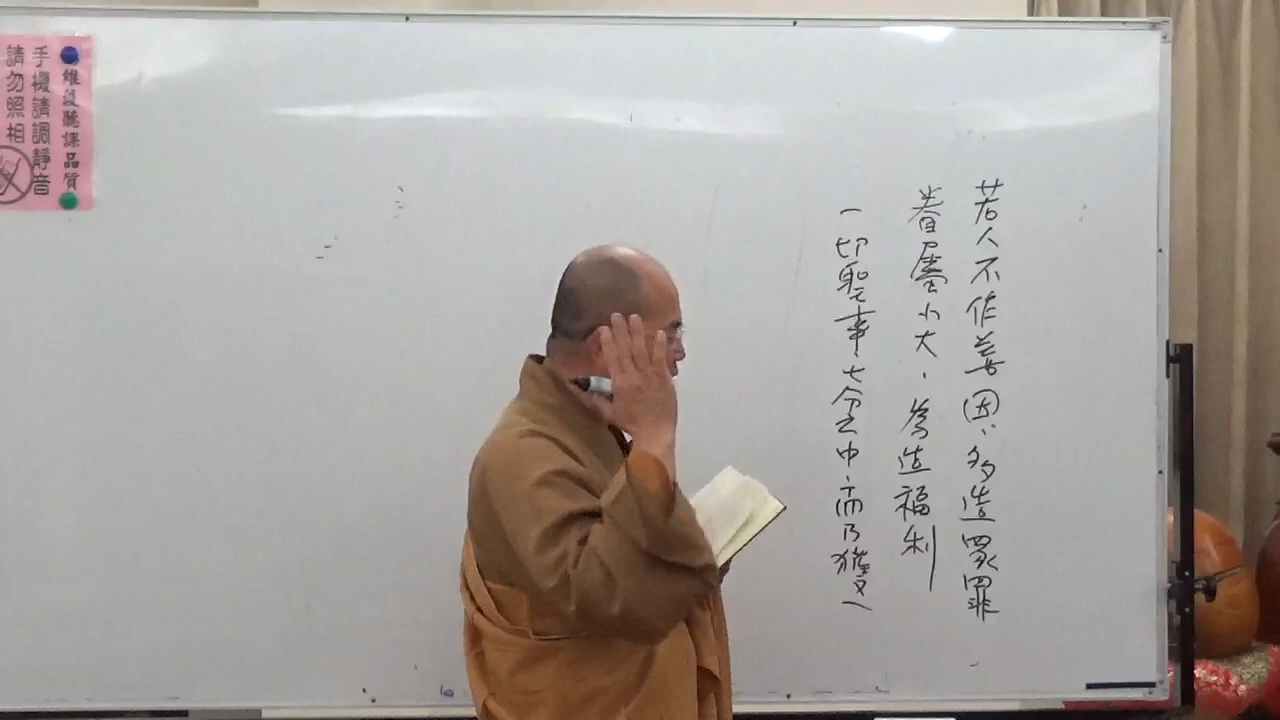 若人不作善因、多造眾罪
眷屬小大、為造福利
一切聖事、七分之中、而乃獲一
維護聽課品質
手機請調靜音
請勿照相